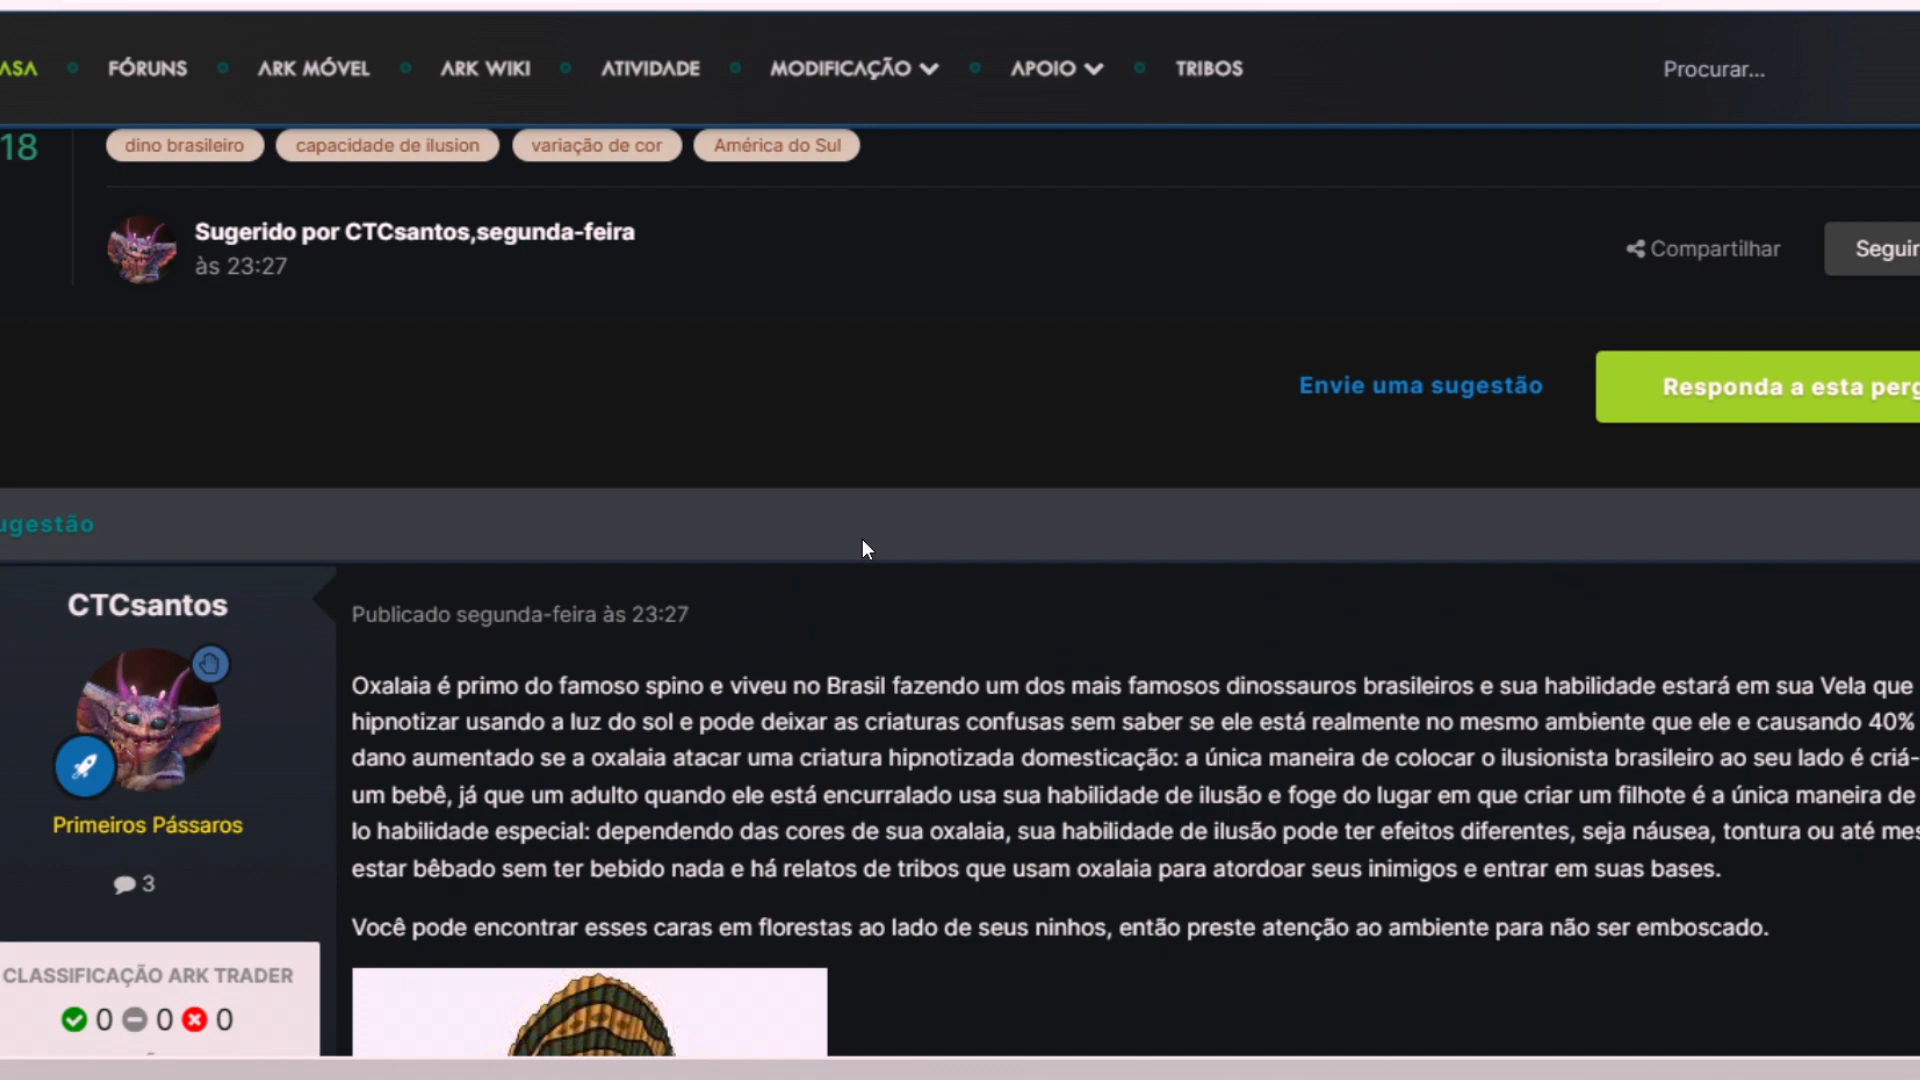 ASA FÓRUNS ARK MÓVEL ARK WIKI ATIVIDADE MODIFICAÇÃO APOIO TRIBOS Procurar...
18 dino brasileiro capacidade de ilusion variação de cor América do Sul
Sugerido por CTCsantos,segunda-feira
às 23:27
Compartilhar Seguir
Envie uma sugestão Responda a esta perg
ugestão
CTCsantos
Publicado segunda-feira às 23:27
Oxalaia é primo do famoso spino e viveu no Brasil fazendo um dos mais famosos dinossauros brasileiros e sua habilidade estará em sua Vela que
hipnotizar usando a luz do sol e pode deixar as criaturas confusas sem saber se ele está realmente no mesmo ambiente que ele e causando 40%
dano aumentado se a oxalaia atacar uma criatura hipnotizada domesticação: a única maneira de colocar o ilusionista brasileiro ao seu lado é criá-
um bebê, já que um adulto quando ele está encurralado usa sua habilidade de ilusão e foge do lugar em que criar um filhote é a única maneira de
lo habilidade especial: dependendo das cores de sua oxalaia, sua habilidade de ilusão pode ter efeitos diferentes, seja náusea, tontura ou até mes
estar bêbado sem ter bebido nada e há relatos de tribos que usam oxalaia para atordoar seus inimigos e entrar em suas bases.
Você pode encontrar esses caras em florestas ao lado de seus ninhos, então preste atenção ao ambiente para não ser emboscado.
Primeiros Pássaros
3
CLASSIFICAÇÃO ARK TRADER
0 0 0